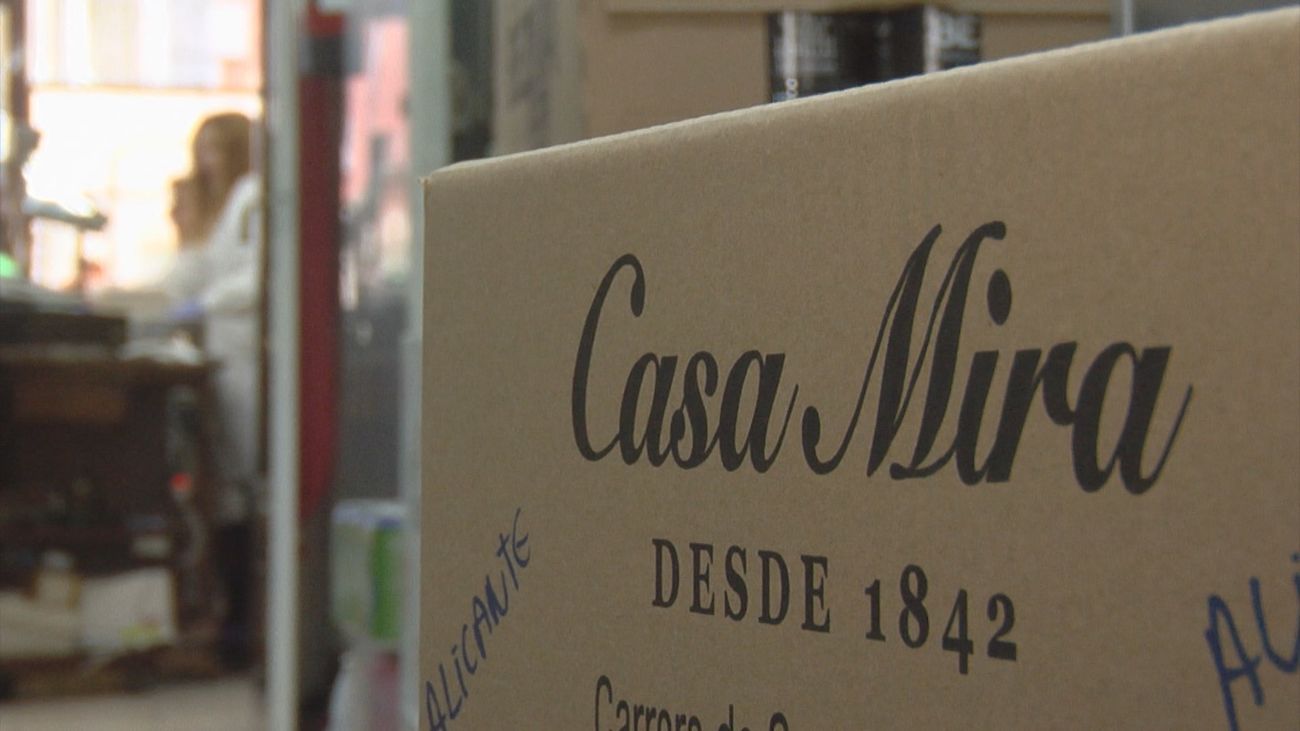 Casa Mira
DESDE 1842
ALiCANTE